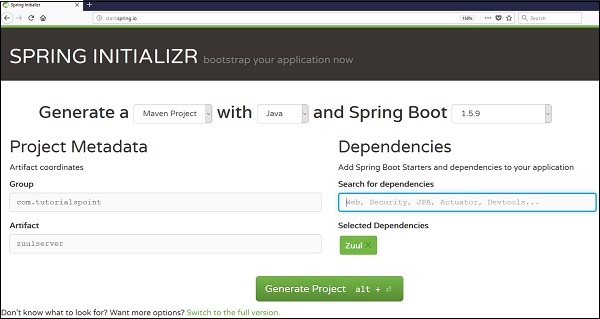 Spring Initializr
start.spring.io
150%
Search
SPRING INITIALIZR bootstrap your application now
Generate a Maven Project with Java and Spring Boot 1.5.9
Project Metadata
Artifact coordinates
Group
com.tutorialspoint
Artifact
zuulserver
Dependencies
Add Spring Boot Starters and dependencies to your application
Search for dependencies
Web, Security, JPA, Actuator, Devtools...
Selected Dependencies
Zuul ×
Generate Project alt + ⏎
Don't know what to look for? Want more options? Switch to the full version.